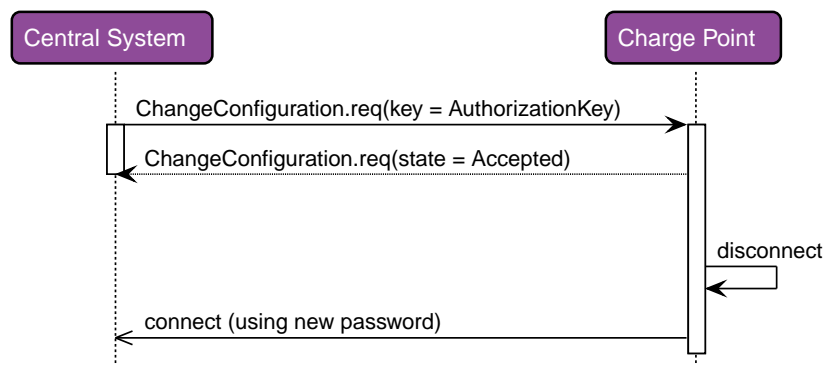 Central System
Charge Point
ChangeConfiguration.req(key = AuthorizationKey)
ChangeConfiguration.req(state = Accepted)
disconnect
connect (using new password)